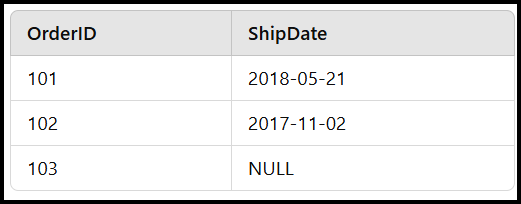 OrderID ShipDate
101 2018-05-21
102 2017-11-02
103 NULL